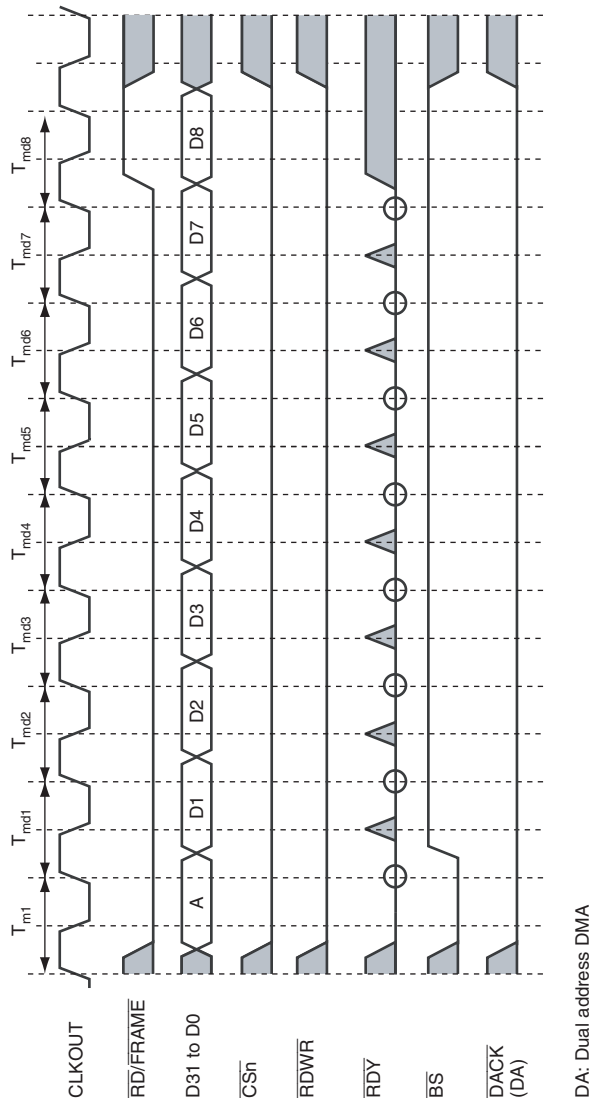 Tm1 Tmd1 Tmd2 Tmd3 Tmd4 Tmd5 Tmd6 Tmd7 Tmd8
CLKOUT
RD/FRAME
D31 to D0 A D1 D2 D3 D4 D5 D6 D7 D8
CSn
RDWR
RDY
BS
DACK
(DA)
DA: Dual address DMA